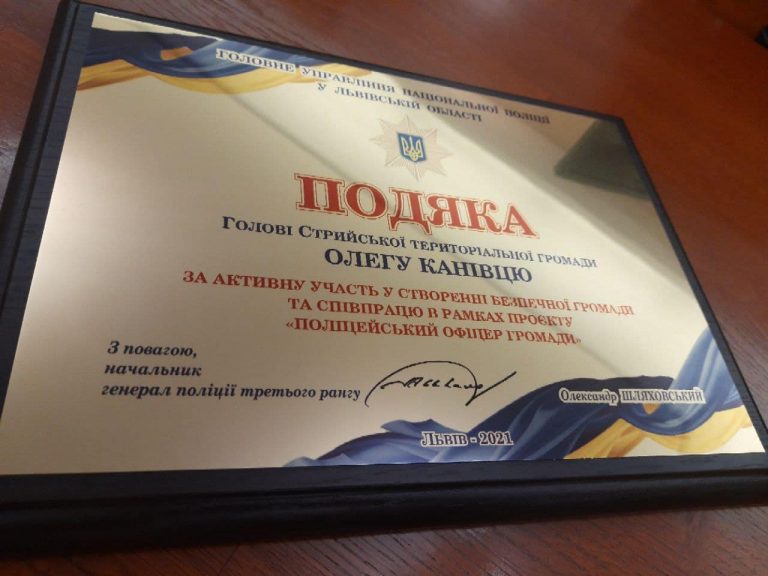 ГОЛОВНЕ УПРАВЛІННЯ НАЦІОНАЛЬНОЇ ПОЛІЦІЇ
У ЛЬВІВСЬКІЙ ОБЛАСТІ
ПОДЯКА
ГОЛОВІ СТРИЙСЬКОЇ ТЕРИТОРІАЛЬНОЇ ГРОМАДИ
ОЛЕГУ КАНІВЦЮ
ЗА АКТИВНУ УЧАСТЬ У СТВОРЕННІ БЕЗПЕЧНОЇ ГРОМАДИ
ТА СПІВПРАЦЮ В РАМКАХ ПРОЄКТУ
«ПОЛІЦЕЙСЬКИЙ ОФІЦЕР ГРОМАДИ»
З повагою,
начальник
генерал поліції третього рангу
Олександр ШЛЯХОВСЬКИЙ
Львів - 2021